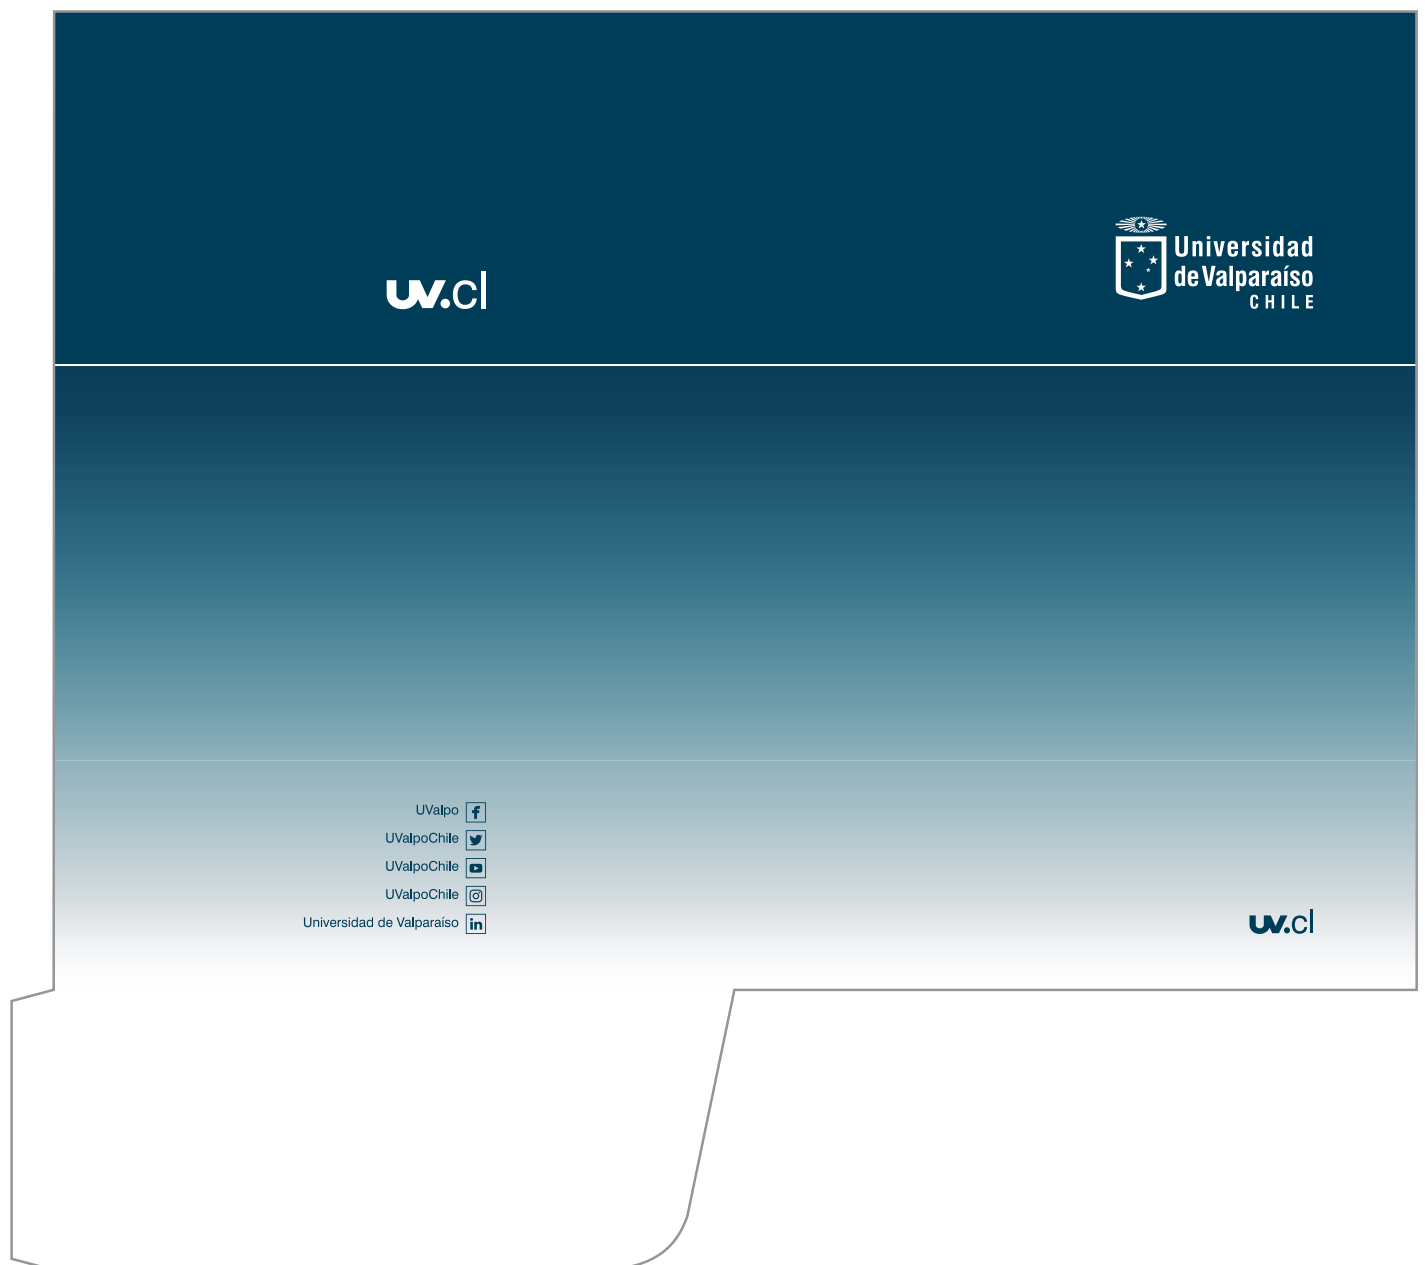 uv.cl
Universidad
de Valparaíso
CHILE
UValpo
UValpoChile
UValpoChile
UValpoChile
Universidad de Valparaíso
uv.cl